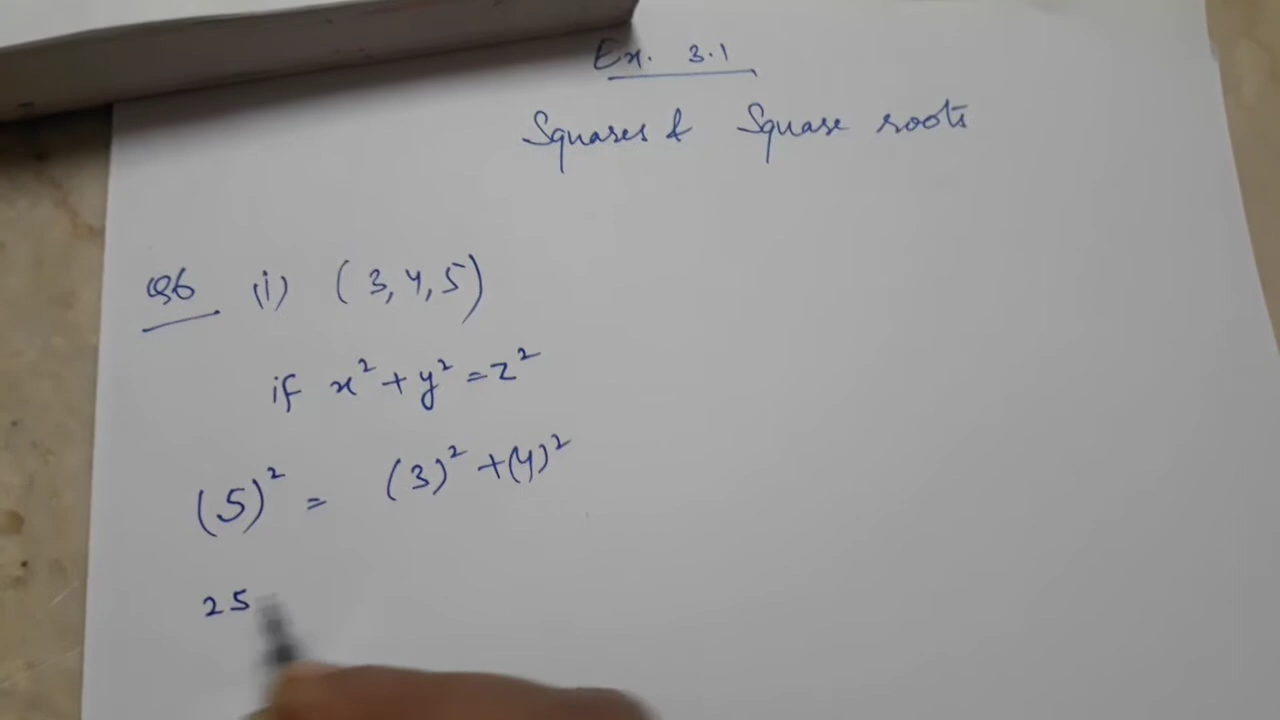 Ex. 3.1
Squares & Square roots
Q6 (i) (3,4,5)
if x²+y²=z²
(5)² = (3)²+(4)²
25